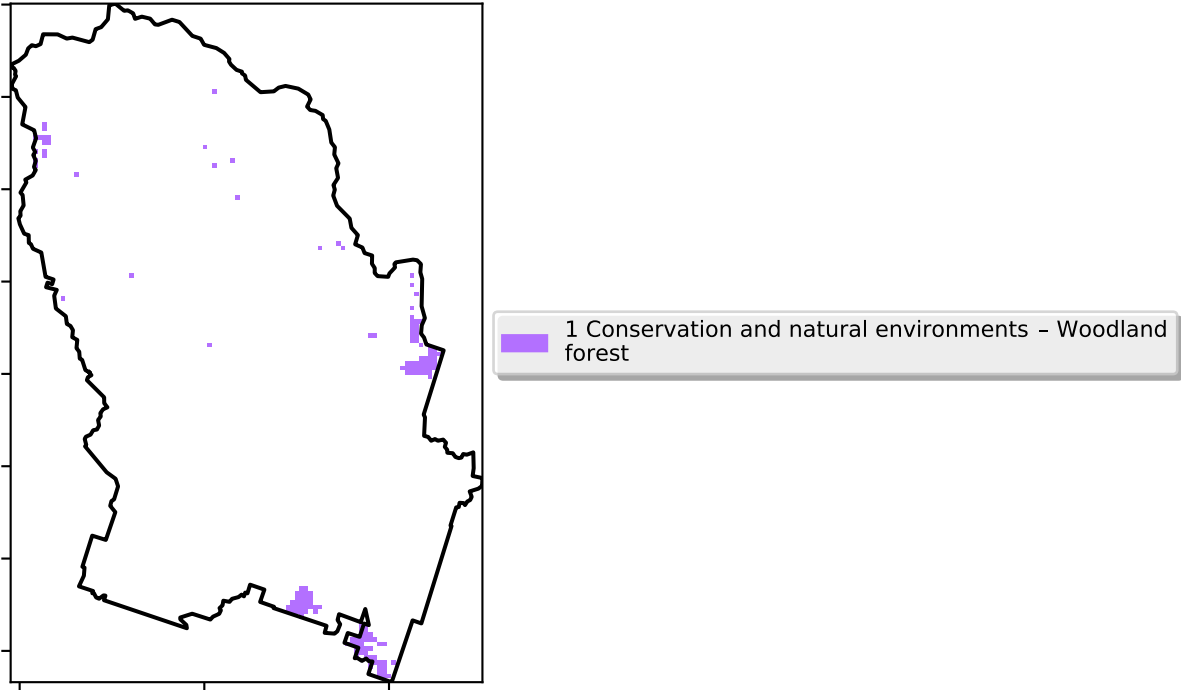 1 Conservation and natural environments – Woodland
forest